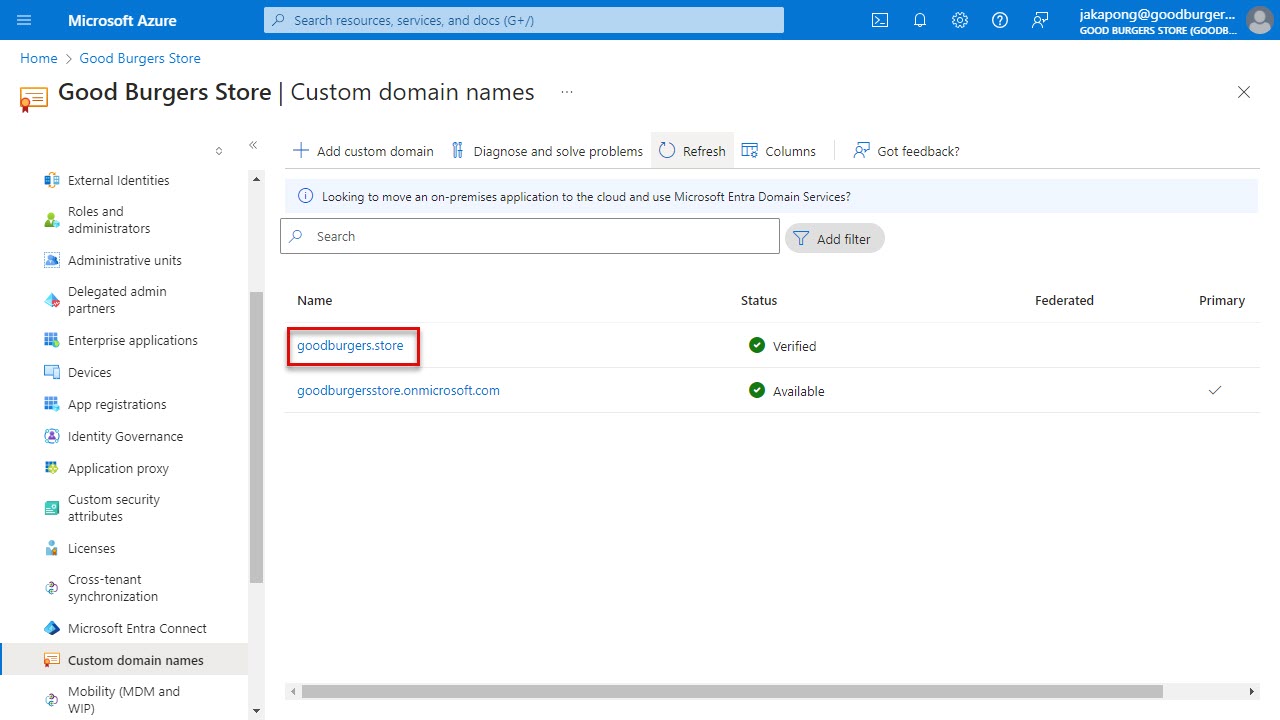 Microsoft Azure
Search resources, services, and docs (G+/)
jakapong@goodburger...
GOOD BURGERS STORE (GOODB...
Home > Good Burgers Store
Good Burgers Store | Custom domain names ...
External Identities
Roles and
administrators
Administrative units
Delegated admin
partners
Enterprise applications
Devices
App registrations
Identity Governance
Application proxy
Custom security
attributes
Licenses
Cross-tenant
synchronization
Microsoft Entra Connect
Custom domain names
Mobility (MDM and
WIP)
Add custom domain Diagnose and solve problems Refresh Columns Got feedback?
Looking to move an on-premises application to the cloud and use Microsoft Entra Domain Services?
Search Add filter
Name Status Federated Primary
goodburgers.store Verified
goodburgersstore.onmicrosoft.com Available